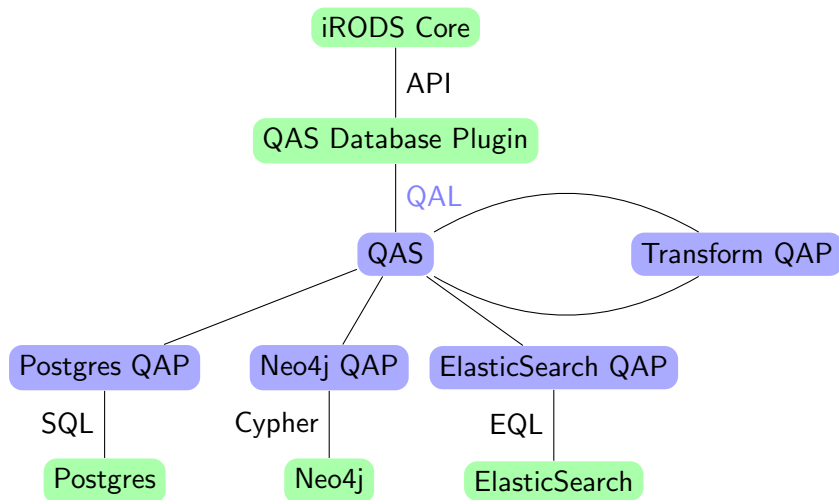 iRODS Core
API
QAS Database Plugin
QAL
QAS
Transform QAP
Postgres QAP
Neo4j QAP
ElasticSearch QAP
SQL
Cypher
EQL
Postgres
Neo4j
ElasticSearch